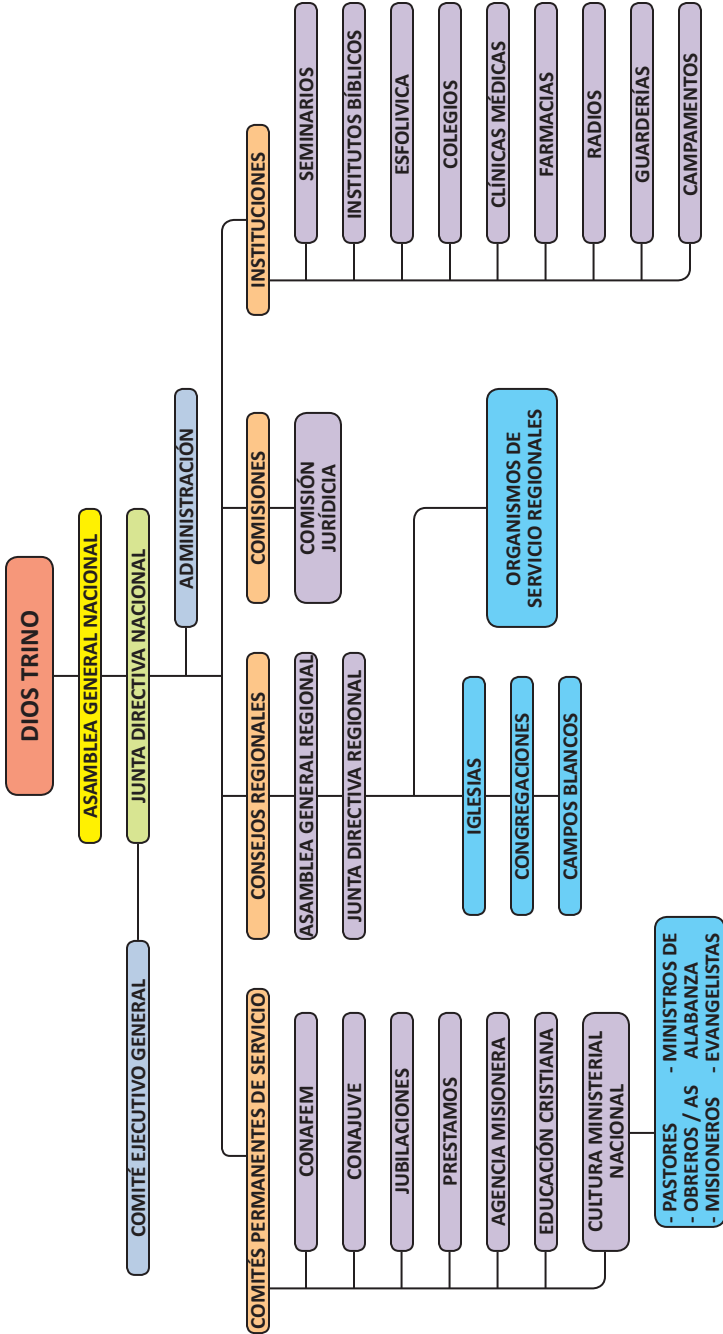 DIOS TRINO
ASAMBLEA GENERAL NACIONAL
JUNTA DIRECTIVA NACIONAL
COMITÉ EJECUTIVO GENERAL
ADMINISTRACIÓN
COMITÉS PERMANENTES DE SERVICIO
CONAFEM
CONAJUVE
JUBILACIONES
PRESTAMOS
AGENCIA MISIONERA
EDUCACIÓN CRISTIANA
CULTURA MINISTERIAL
NACIONAL
- PASTORES
- OBREROS / AS
- MISIONEROS
- MINISTROS DE
ALABANZA
- EVANGELISTAS
CONSEJOS REGIONALES
ASAMBLEA GENERAL REGIONAL
JUNTA DIRECTIVA REGIONAL
IGLESIAS
CONGREGACIONES
CAMPOS BLANCOS
ORGANISMOS DE
SERVICIO REGIONALES
COMISIONES
COMISIÓN
JURÍDICIA
INSTITUCIONES
SEMINARIOS
INSTITUTOS BÍBLICOS
ESFOLIVICA
COLEGIOS
CLÍNICAS MÉDICAS
FARMACIAS
RADIOS
GUARDERÍAS
CAMPAMENTOS